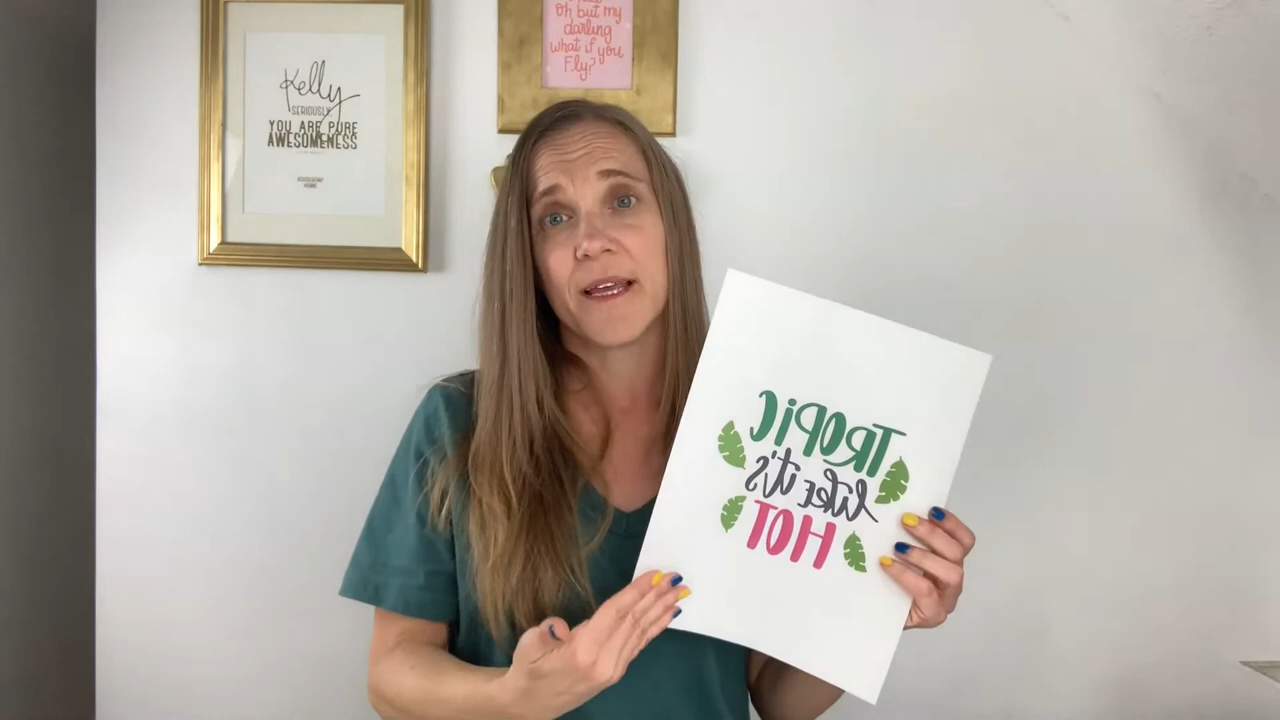 Kelly
SERIOUSLY,
YOU ARE PURE
AWESOMENESS
oh but my
darling
what if you
Fly?
TROPiC
like it's
HOT